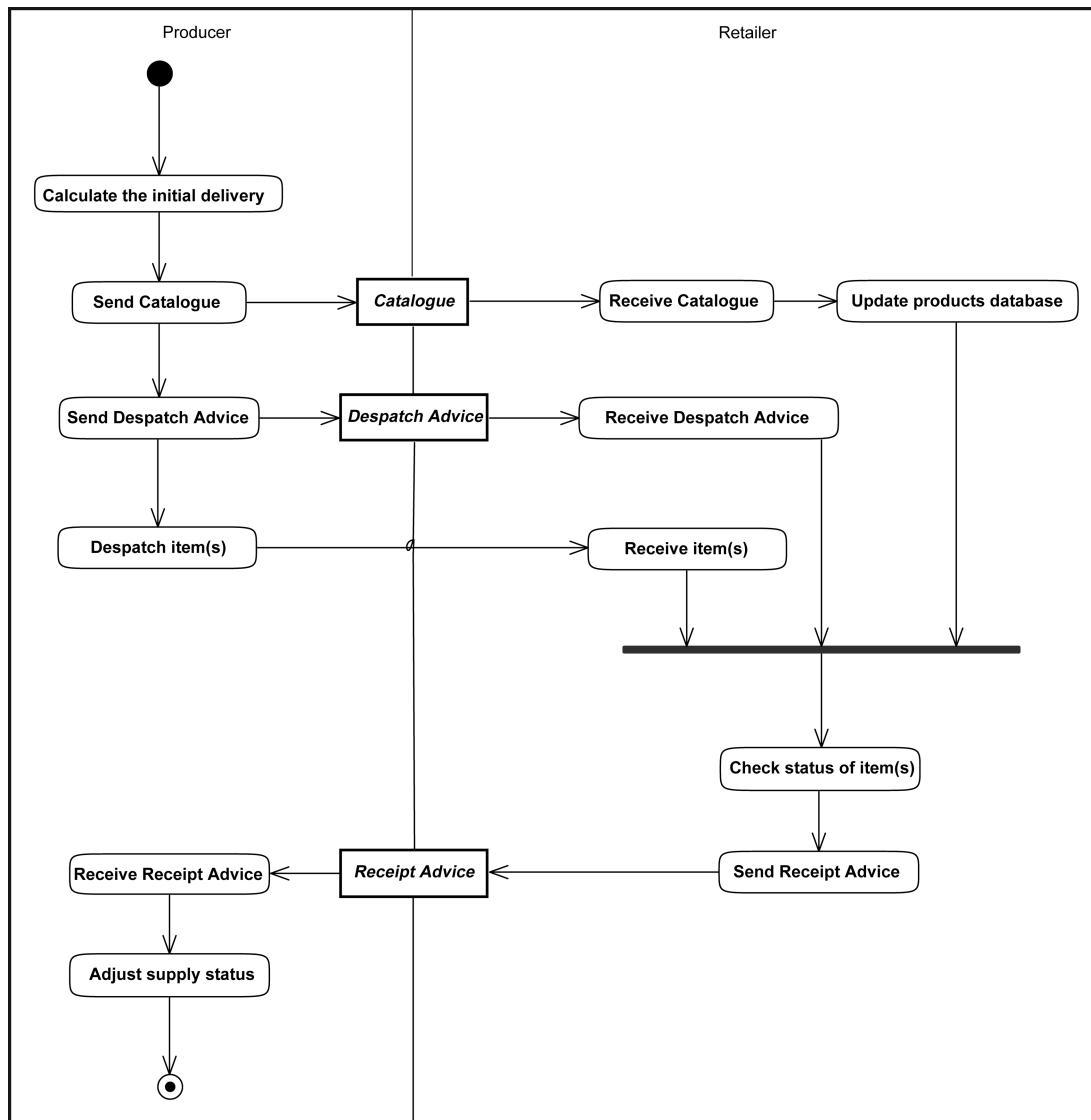 Producer
Retailer
Calculate the initial delivery
Send Catalogue
Catalogue
Receive Catalogue
Update products database
Send Despatch Advice
Despatch Advice
Receive Despatch Advice
Despatch item(s)
Receive item(s)
Check status of item(s)
Receive Receipt Advice
Receipt Advice
Send Receipt Advice
Adjust supply status